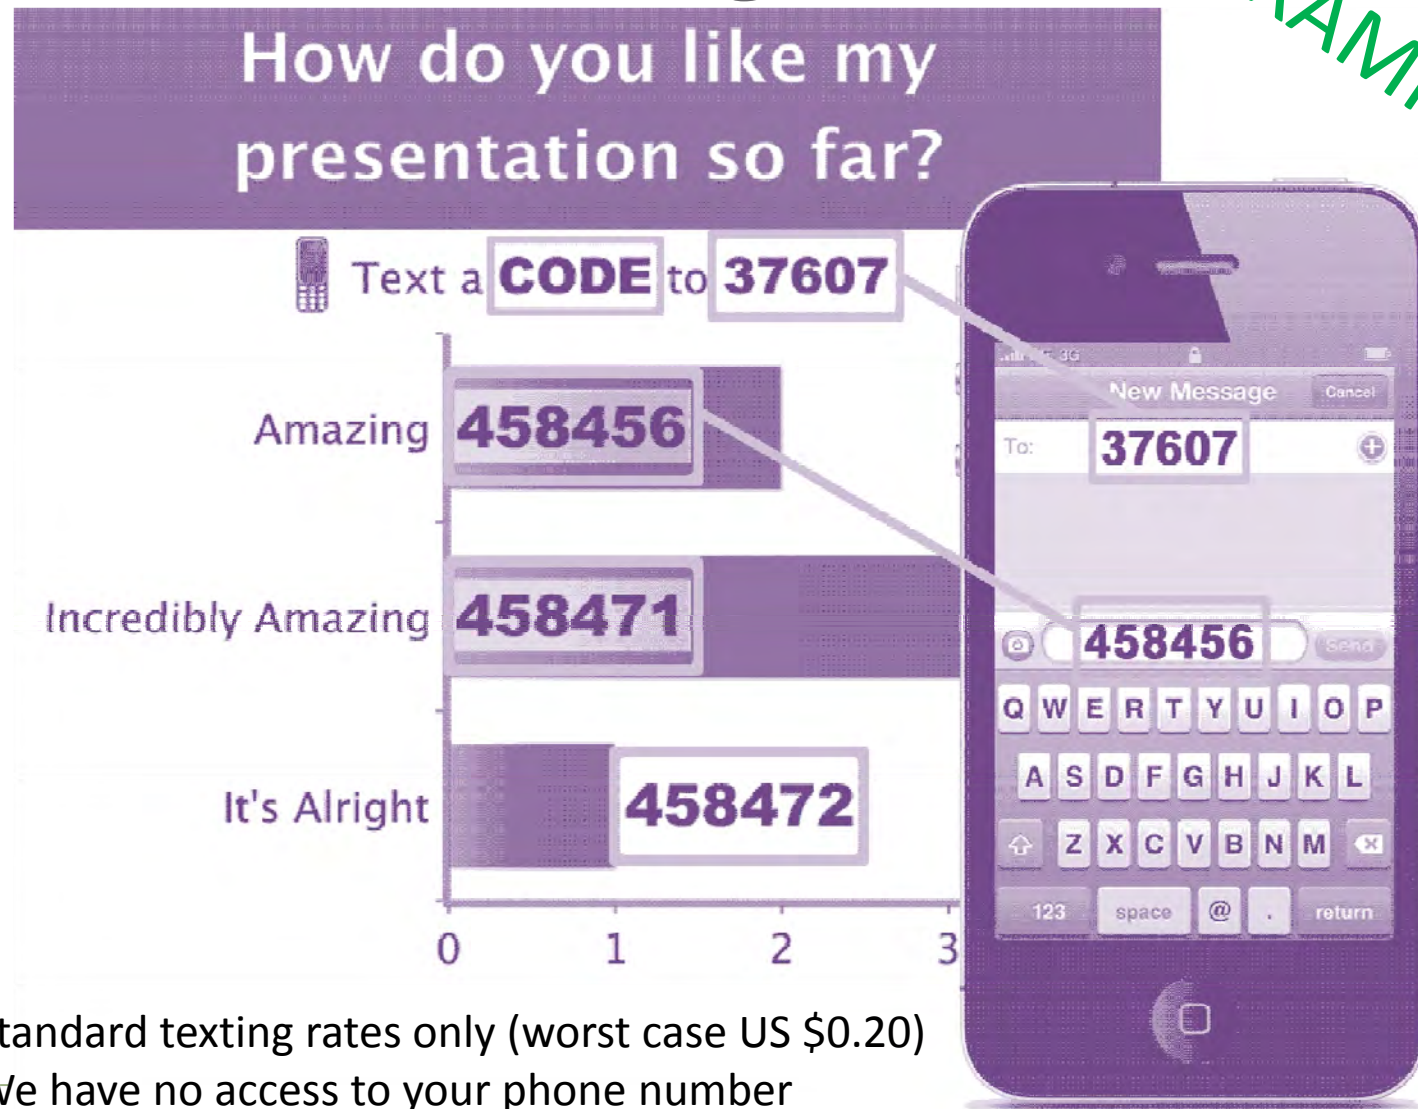 How do you like my
presentation so far?
Text a CODE to 37607
Amazing 458456
Incredibly Amazing 458471
It's Alright 458472
0 1 2 3
3G
New Message Cancel
To: 37607
458456 Send
Q W E R T Y U I O P
A S D F G H J K L
Z X C V B N M
123 space @ . return
tandard texting rates only (worst case US $0.20)
We have no access to your phone number